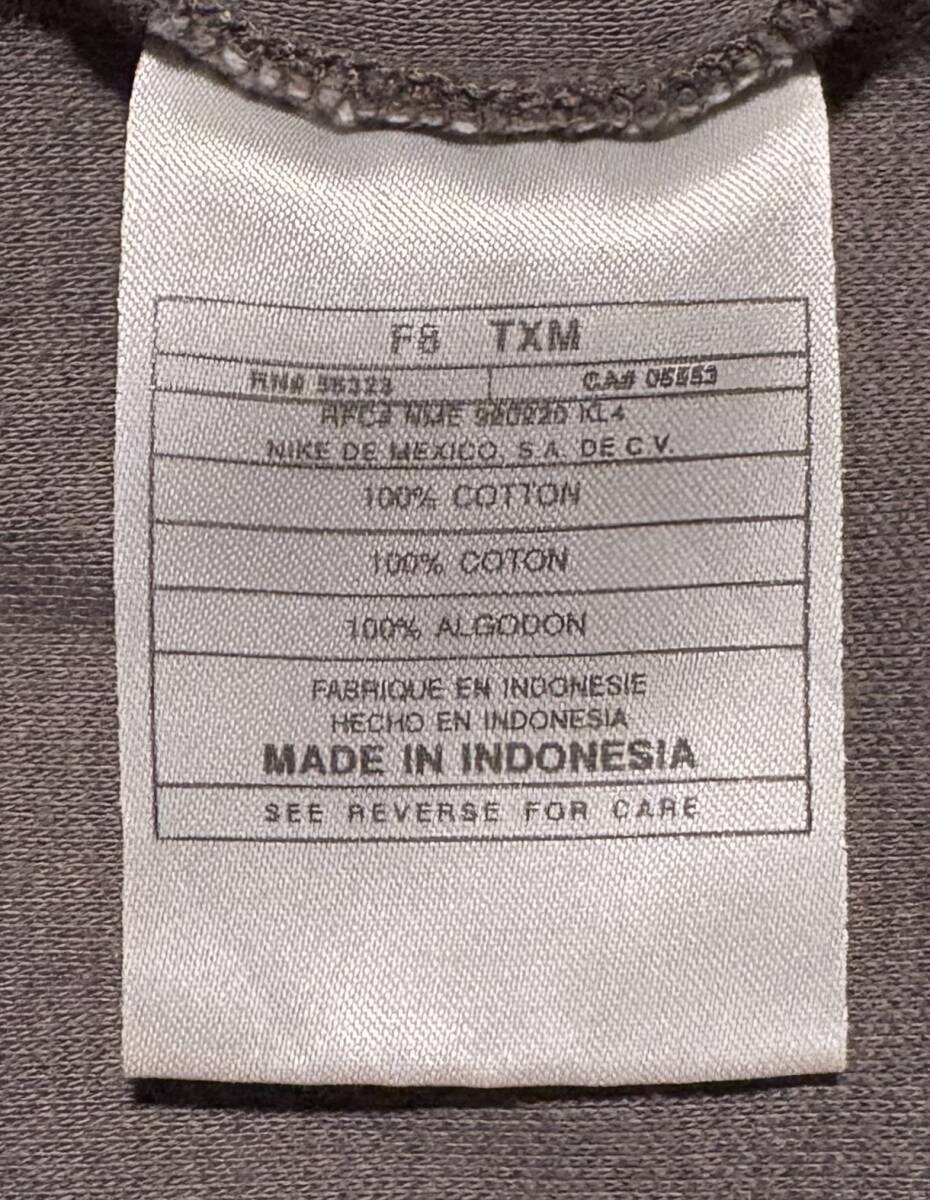 F8 TXM
RN# 56323 CA# 05553
RFC# NME 920220 KL4
NIKE DE MEXICO, S.A. DE C.V.
100% COTTON
100% COTON
100% ALGODON
FABRIQUE EN INDONESIE
HECHO EN INDONESIA
MADE IN INDONESIA
SEE REVERSE FOR CARE